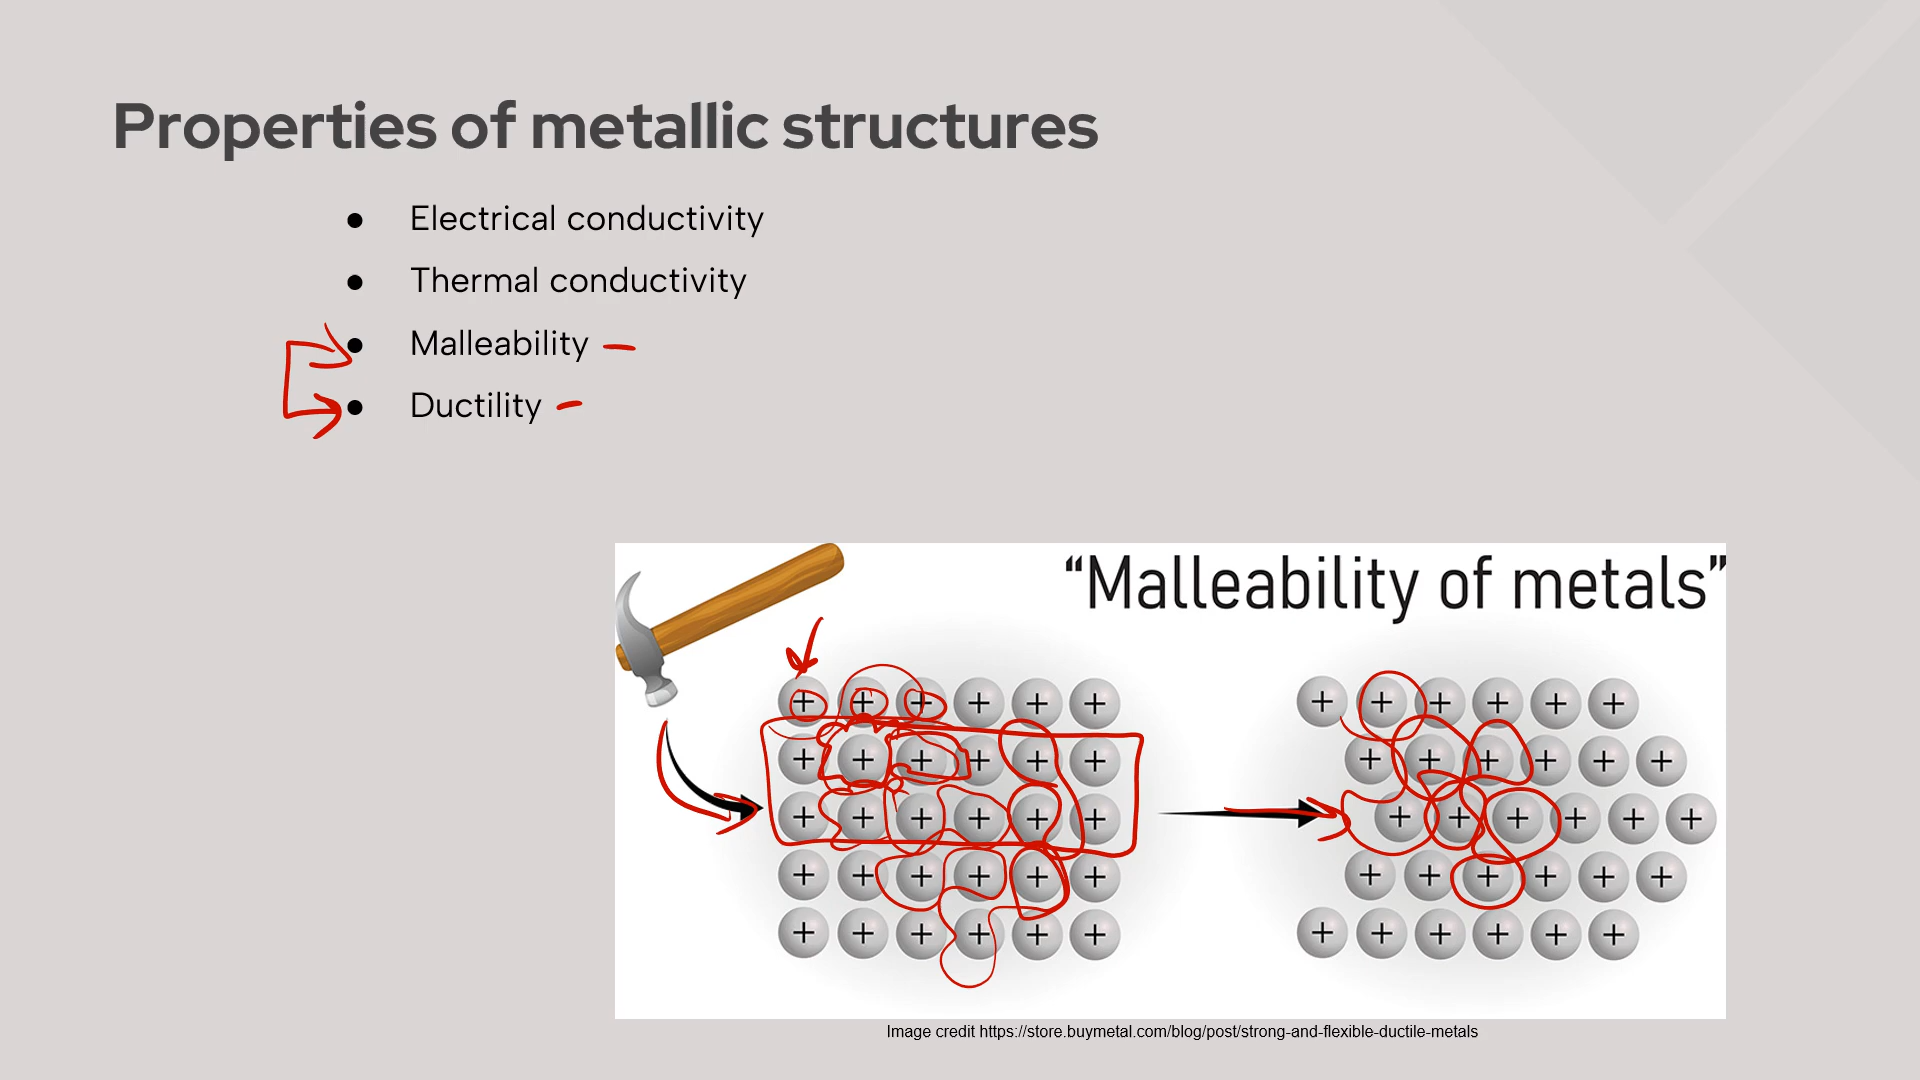 Properties of metallic structures
● Electrical conductivity
● Thermal conductivity
● Malleability
● Ductility
“Malleability of metals”
+ + + + + + + + + + + +
+ + + + + + + + + + + +
+ + + + + + + + + + + +
+ + + + + + + + + + + +
+ + + + + + + + + + + +
Image credit https://store.buymetal.com/blog/post/strong-and-flexible-ductile-metals